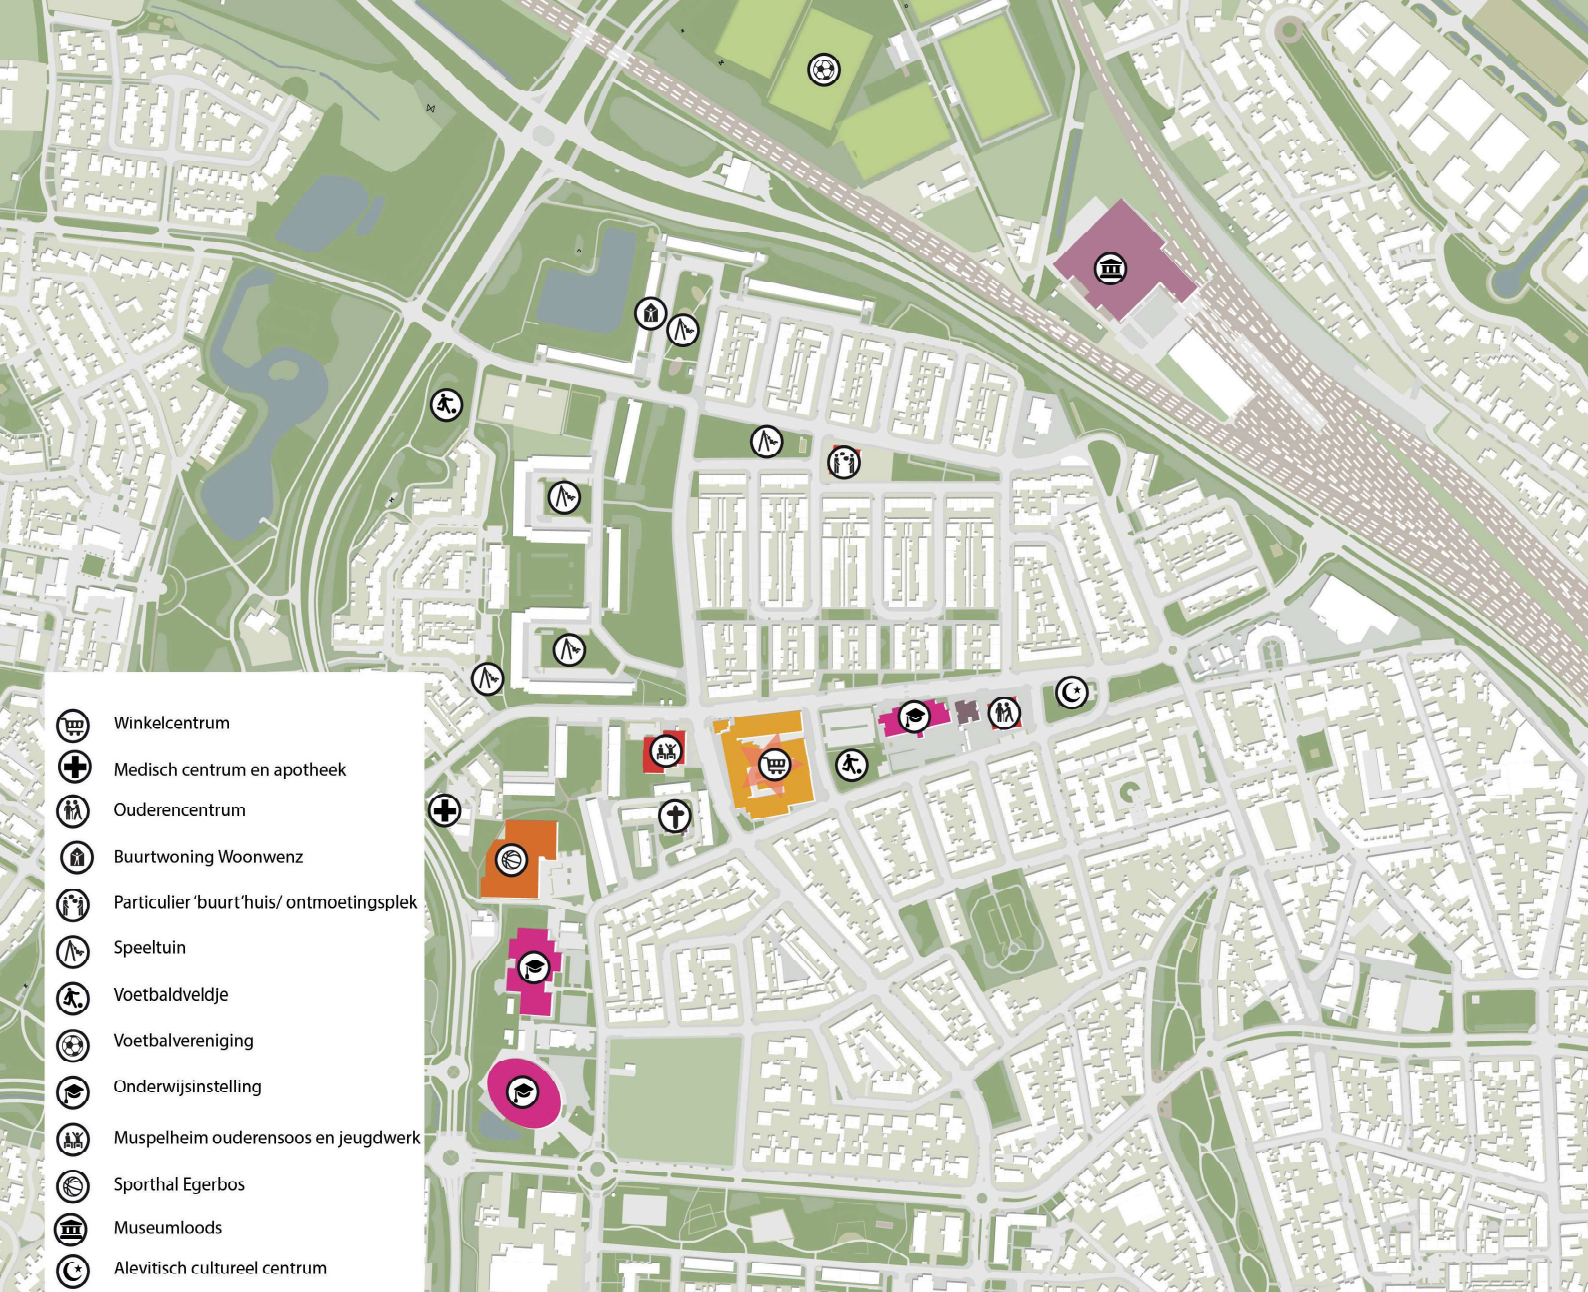 Winkelcentrum
Medisch centrum en apotheek
Ouderencentrum
Buurtwoning Woonwenz
Particulier 'buurt'huis/ ontmoetingsplek
Speeltuin
Voetbaldveldje
Voetbalvereniging
Onderwijsinstelling
Muspelheim ouderensoos en jeugdwerk
Sporthal Egerbos
Museumloods
Alevitisch cultureel centrum